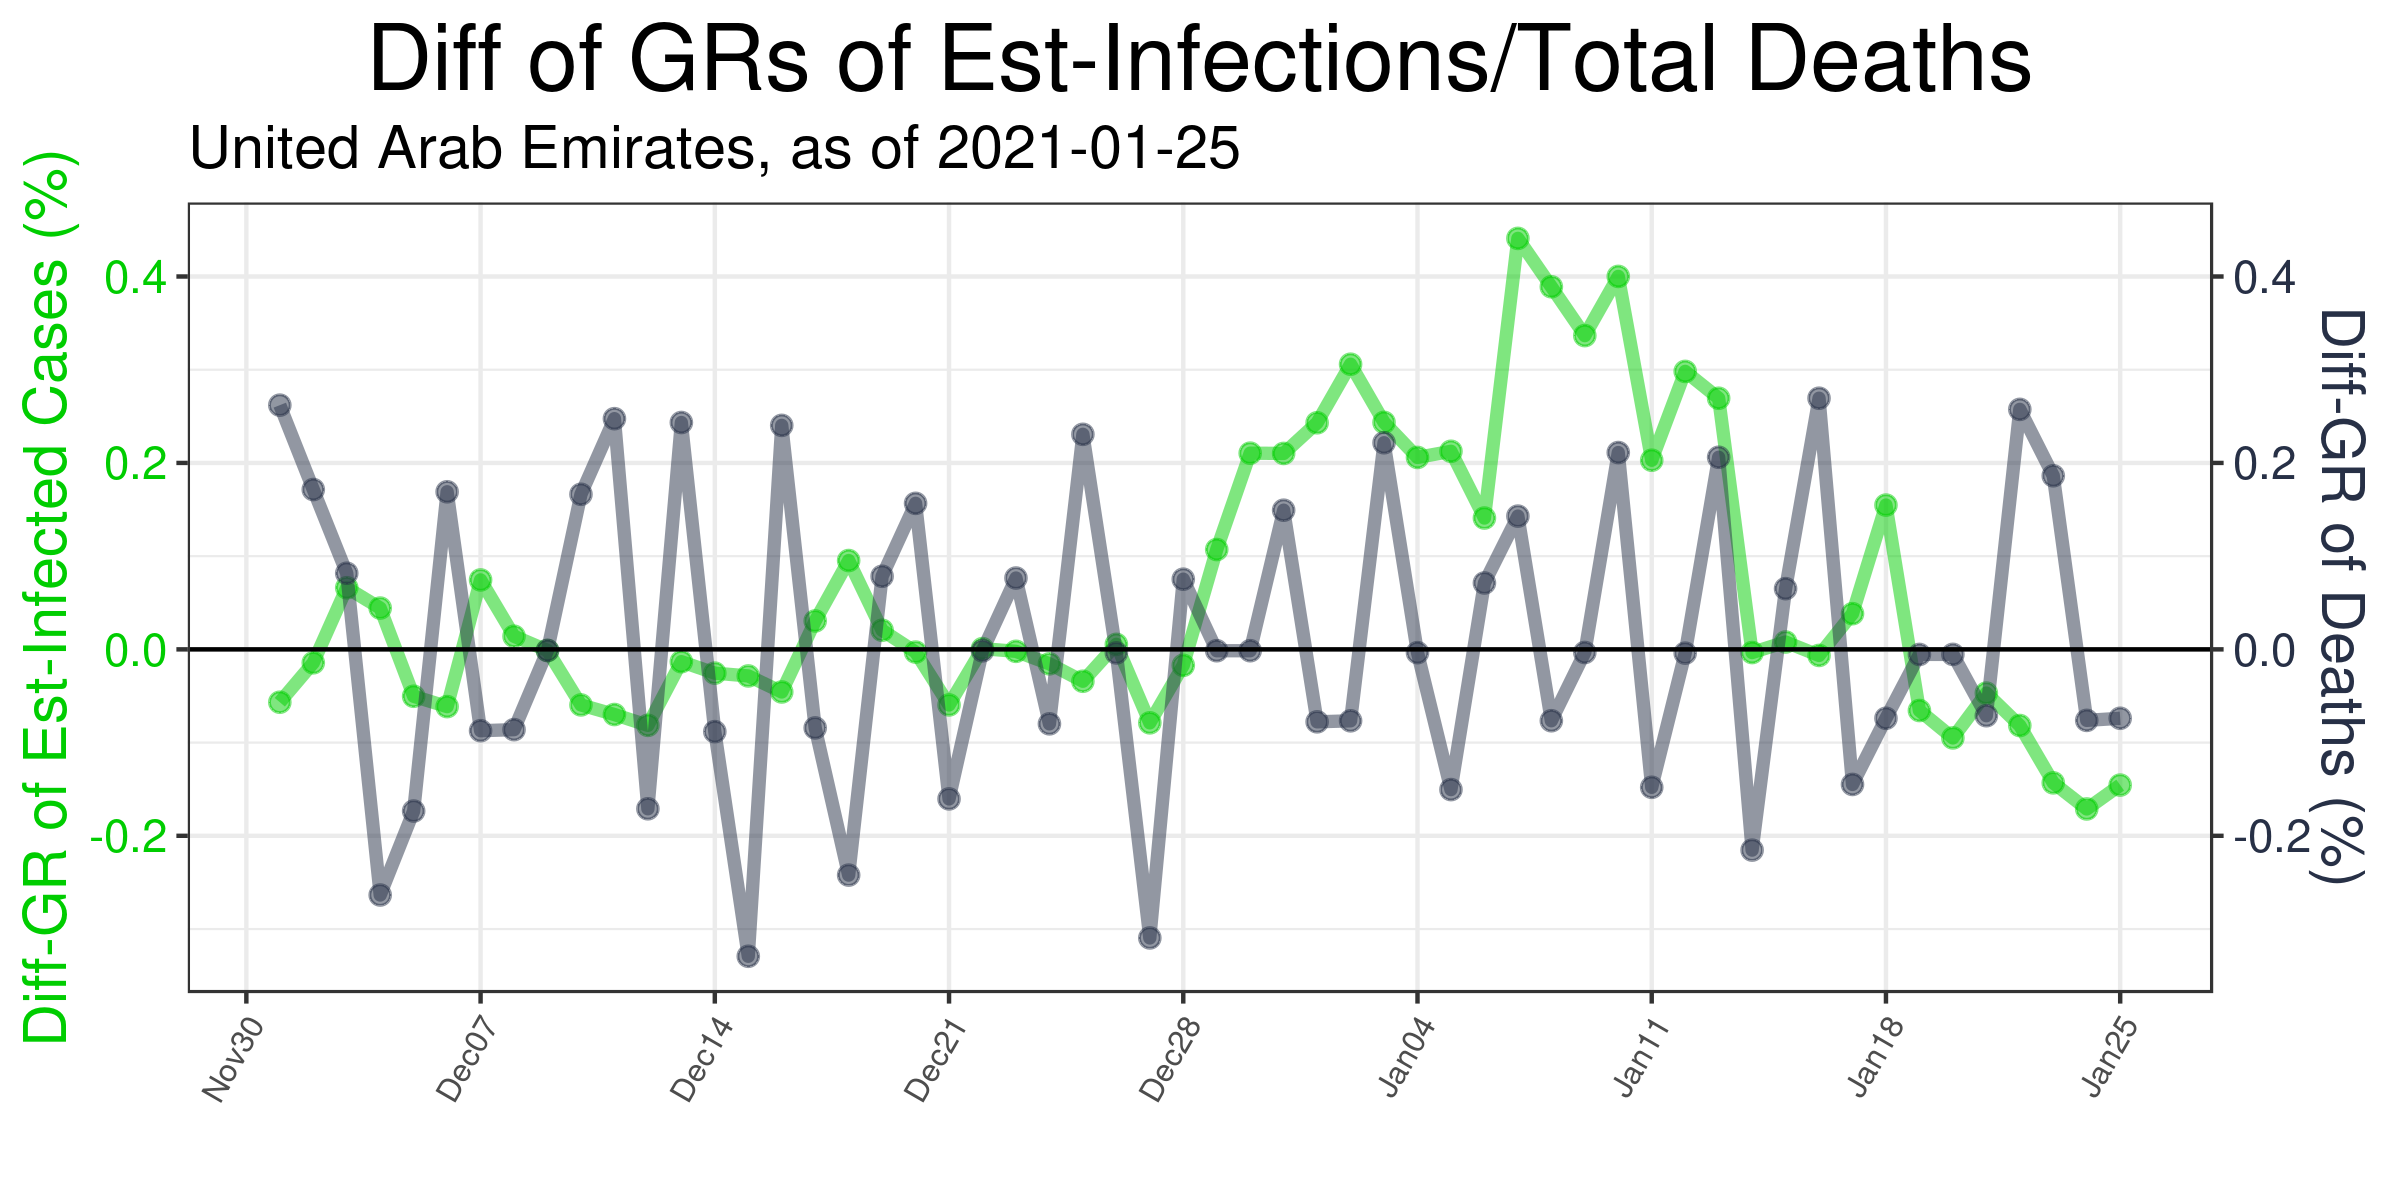 Diff of GRs of Est-Infections/Total Deaths
United Arab Emirates, as of 2021-01-25
Diff-GR of Est-Infected Cases (%)
0.4
0.2
0.0
-0.2
0.4
0.2
0.0
-0.2
Diff-GR of Deaths (%)
Nov30
Dec07
Dec14
Dec21
Dec28
Jan04
Jan11
Jan18
Jan25